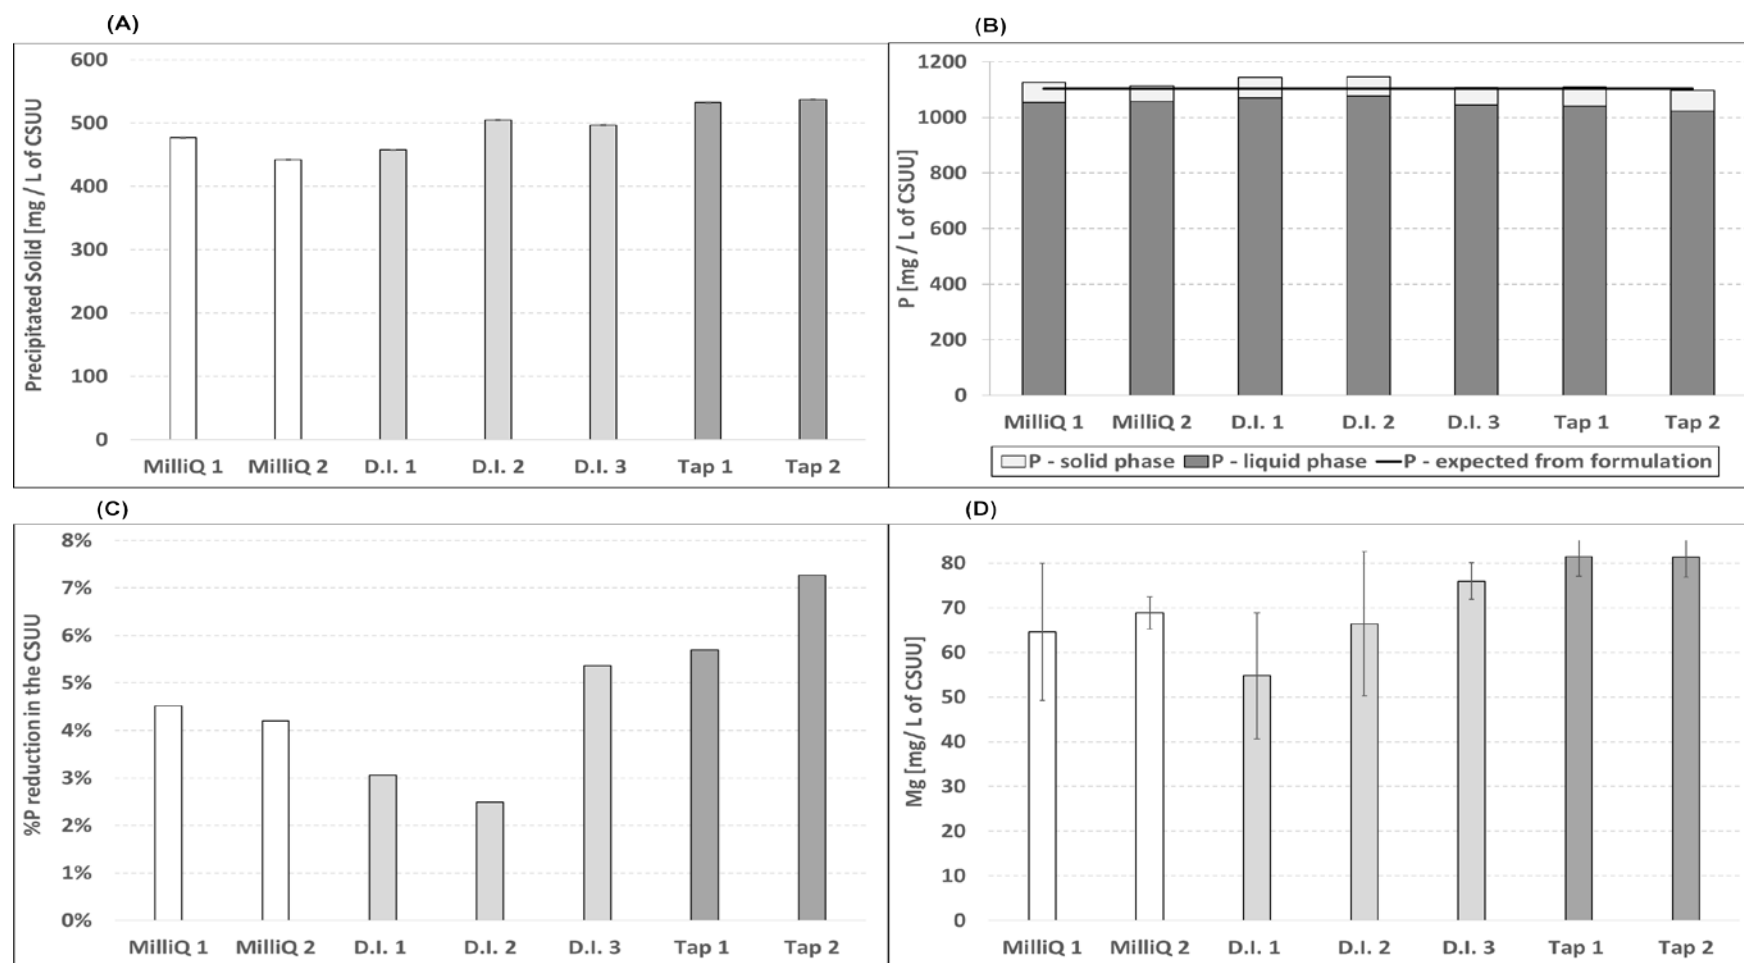 (A)
Precipitated Solid [mg / L of CSUU]
600
500
400
300
200
100
0
MilliQ 1 MilliQ 2 D.I. 1 D.I. 2 D.I. 3 Tap 1 Tap 2
(B)
P [mg / L of CSUU]
1200
1000
800
600
400
200
0
MilliQ 1 MilliQ 2 D.I. 1 D.I. 2 D.I. 3 Tap 1 Tap 2
P - solid phase P - liquid phase P - expected from formulation
(C)
%P reduction in the CSUU
8%
7%
6%
5%
4%
3%
2%
1%
0%
MilliQ 1 MilliQ 2 D.I. 1 D.I. 2 D.I. 3 Tap 1 Tap 2
(D)
Mg [mg/ L of CSUU]
80
70
60
50
40
30
20
10
0
MilliQ 1 MilliQ 2 D.I. 1 D.I. 2 D.I. 3 Tap 1 Tap 2